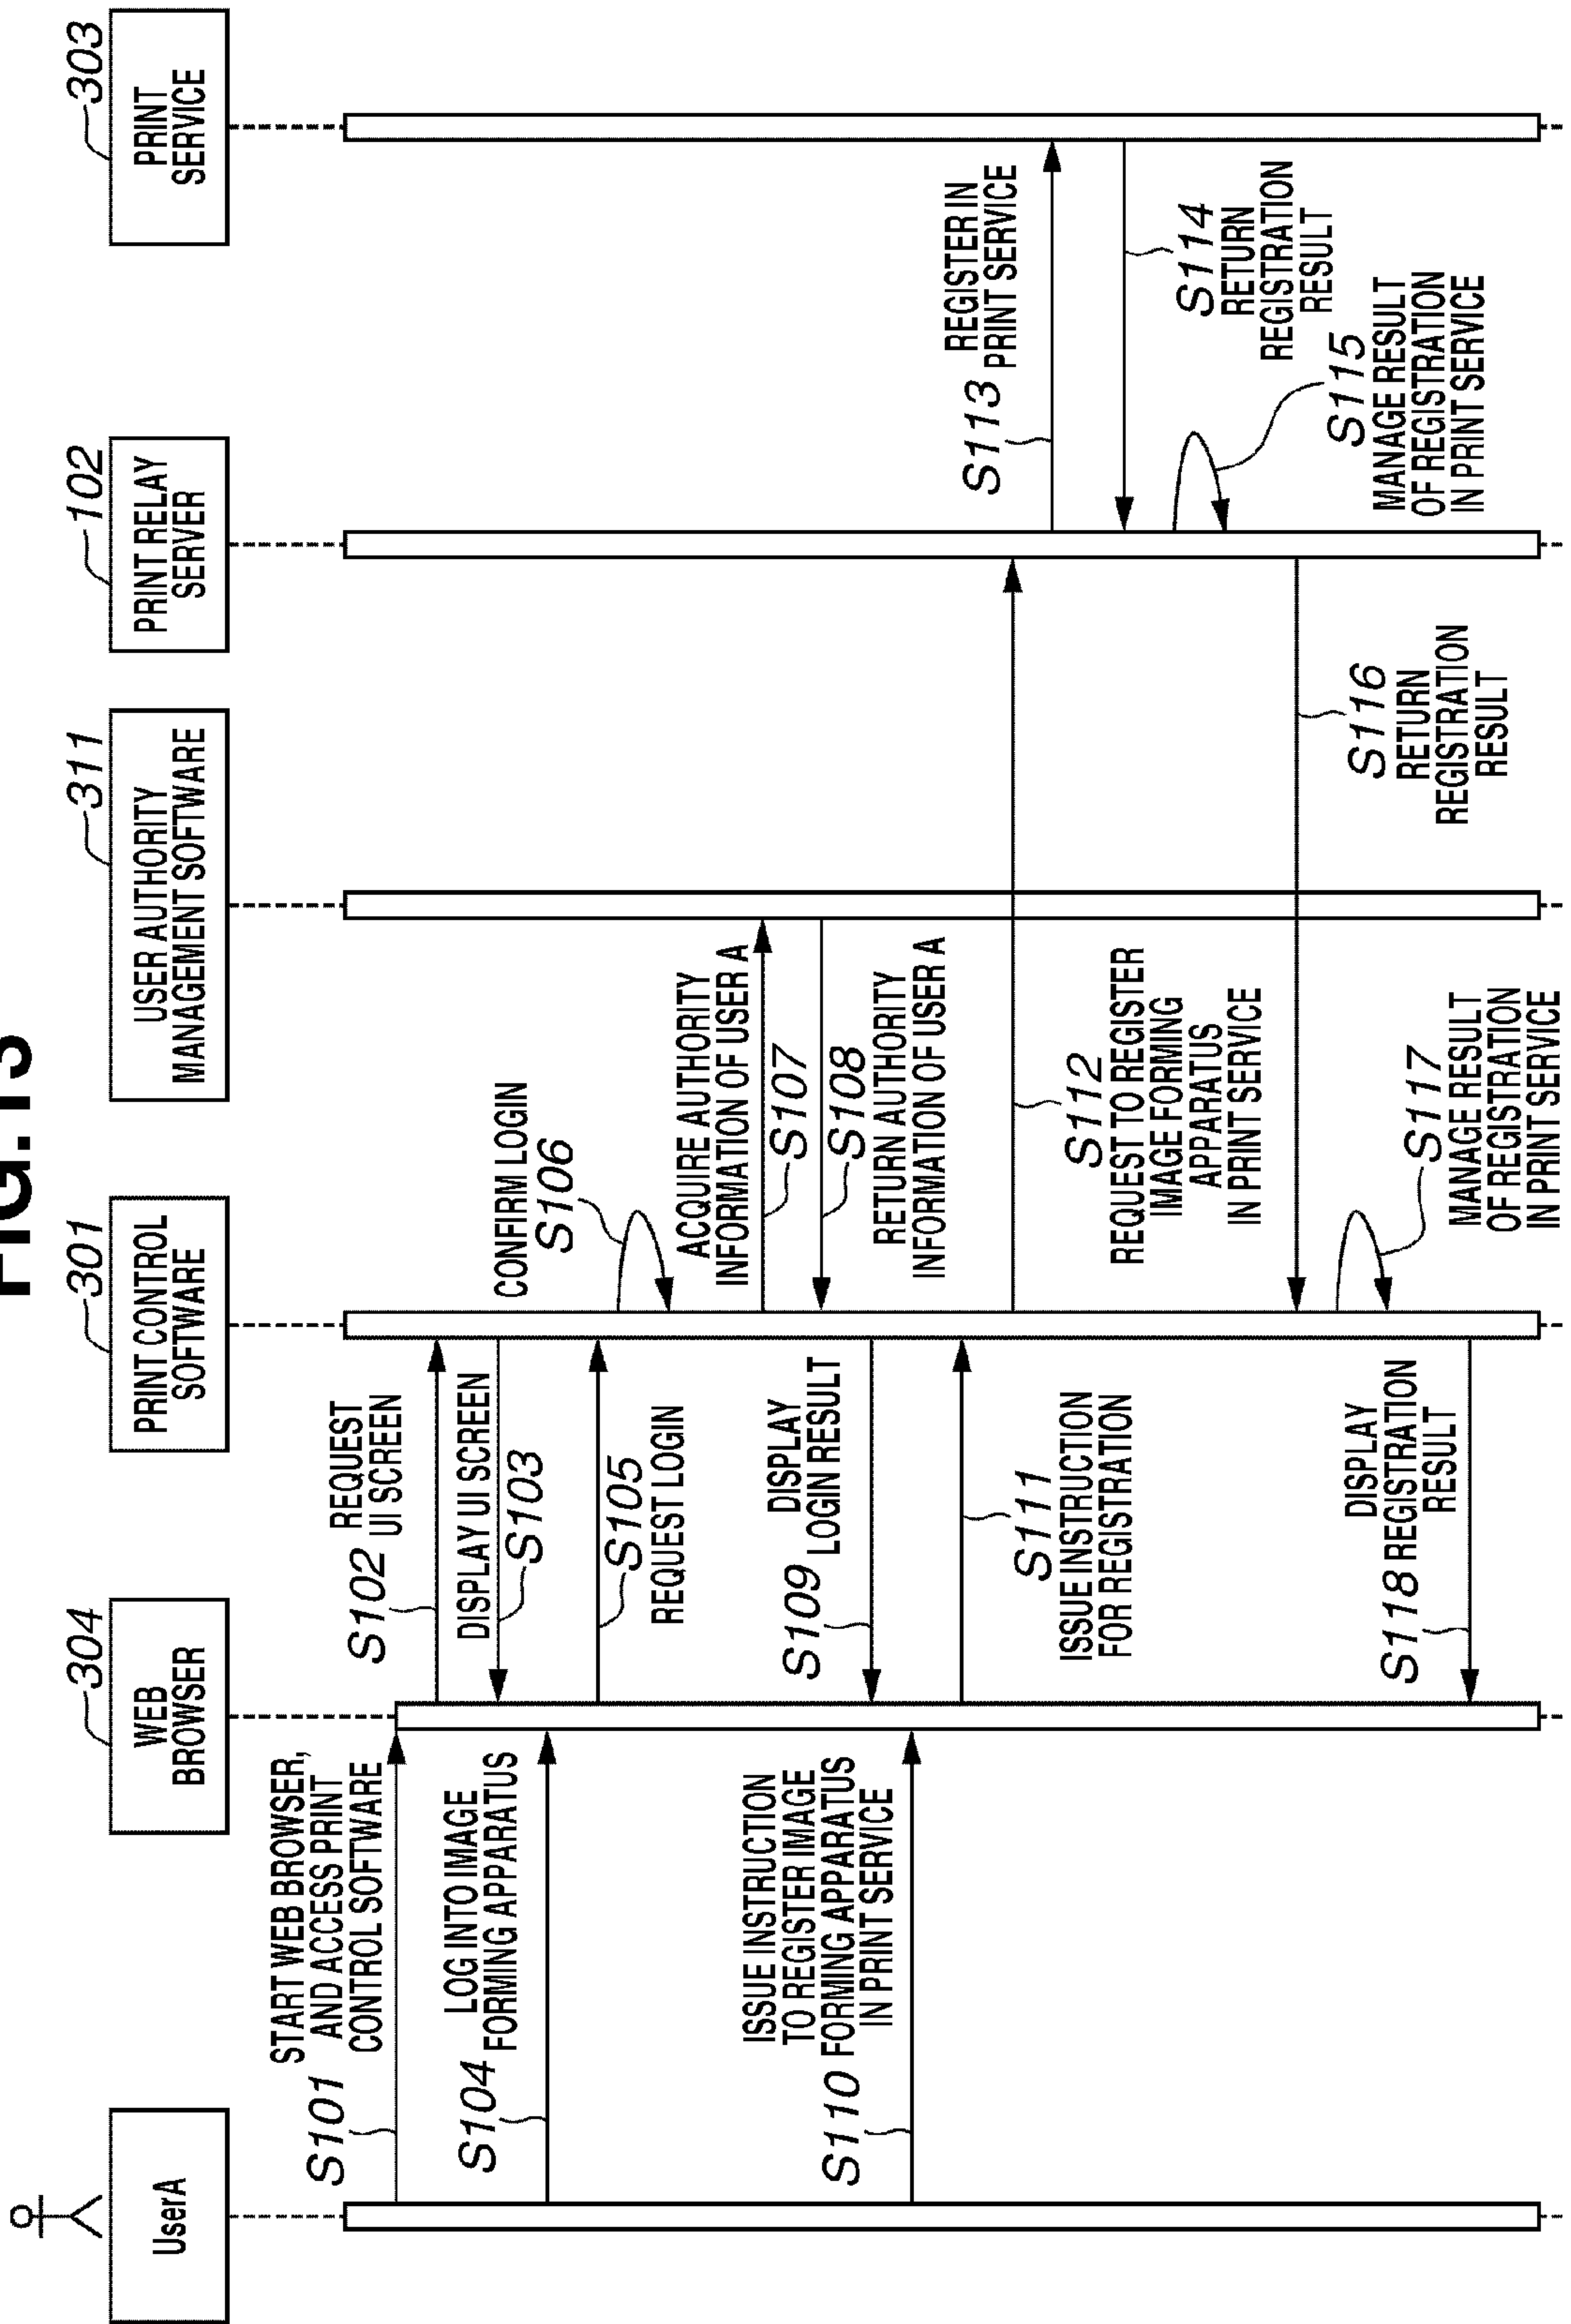 UserA
304
WEB
BROWSER
301
PRINT CONTROL
SOFTWARE
311
USER AUTHORITY
MANAGEMENT SOFTWARE
102
PRINT RELAY
SERVER
303
PRINT
SERVICE
S101
START WEB BROWSER,
AND ACCESS PRINT
CONTROL SOFTWARE
S102
REQUEST
UI SCREEN
DISPLAY UI SCREEN
S103
S104
LOG INTO IMAGE
FORMING APPARATUS
S105
REQUEST LOGIN
CONFIRM LOGIN
S106
ACQUIRE AUTHORITY
INFORMATION OF USER A
S107
S108
RETURN AUTHORITY
INFORMATION OF USER A
S109
DISPLAY
LOGIN RESULT
S110
ISSUE INSTRUCTION
TO REGISTER IMAGE
FORMING APPARATUS
IN PRINT SERVICE
S111
ISSUE INSTRUCTION
FOR REGISTRATION
S112
REQUEST TO REGISTER
IMAGE FORMING
APPARATUS
IN PRINT SERVICE
S113
REGISTER IN
PRINT SERVICE
S114
RETURN
REGISTRATION
RESULT
S115
MANAGE RESULT
OF REGISTRATION
IN PRINT SERVICE
S116
RETURN
REGISTRATION
RESULT
S117
MANAGE RESULT
OF REGISTRATION
IN PRINT SERVICE
S118
DISPLAY
REGISTRATION
RESULT